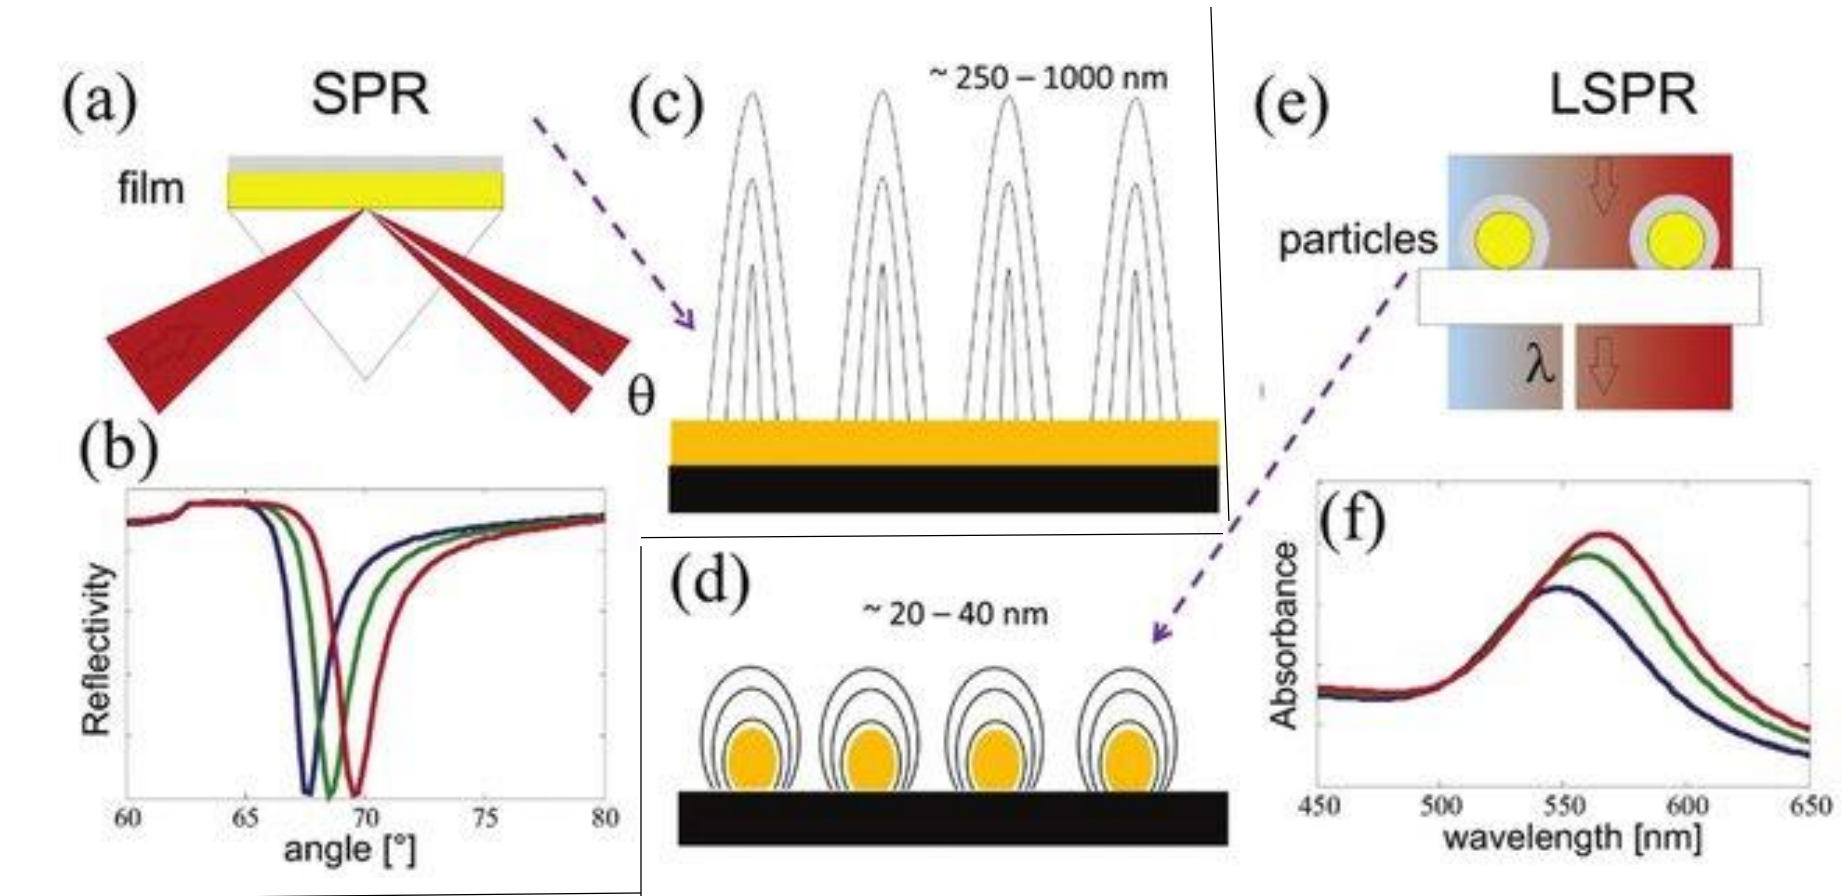 (a)
SPR
film
(b)
Reflectivity
60
65
70
75
80
angle [°]
(c)
~ 250 – 1000 nm
θ
(d)
~ 20 – 40 nm
(e)
LSPR
particles
λ
(f)
Absorbance
450
500
550
600
650
wavelength [nm]